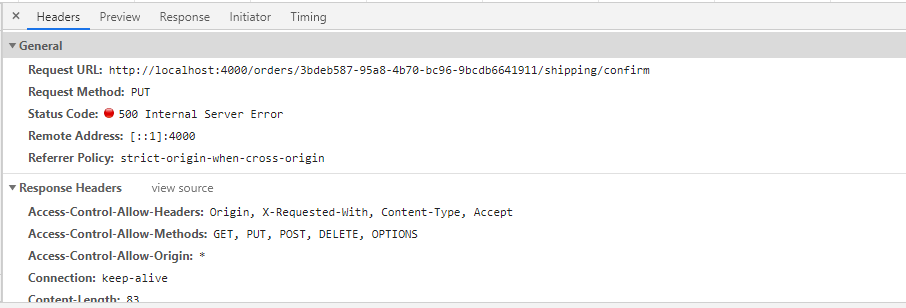 × Headers Preview Response Initiator Timing
▼ General
Request URL: http://localhost:4000/orders/3bdeb587-95a8-4b70-bc96-9bcdb6641911/shipping/confirm
Request Method: PUT
Status Code: 500 Internal Server Error
Remote Address: [::1]:4000
Referrer Policy: strict-origin-when-cross-origin
▼ Response Headers view source
Access-Control-Allow-Headers: Origin, X-Requested-With, Content-Type, Accept
Access-Control-Allow-Methods: GET, PUT, POST, DELETE, OPTIONS
Access-Control-Allow-Origin: *
Connection: keep-alive
Content-Length: 83